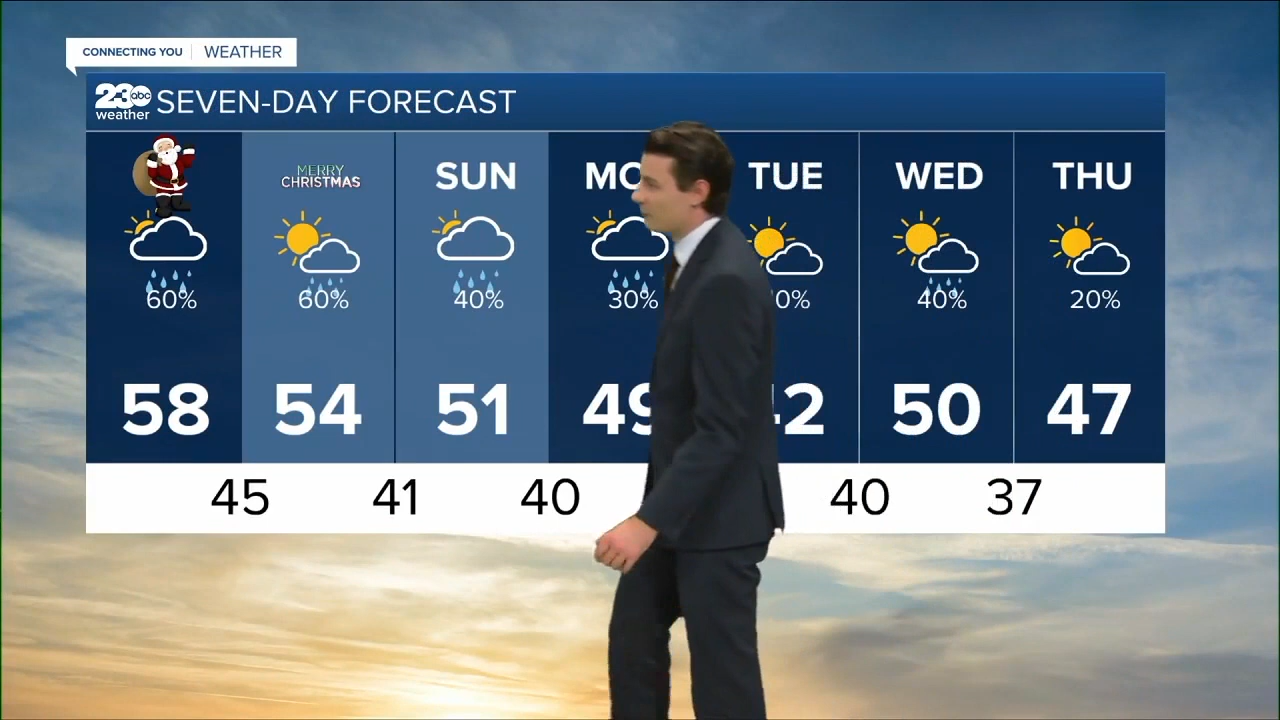 CONNECTING YOU | WEATHER
23 abc weather
SEVEN-DAY FORECAST
MERRY CHRISTMAS
SUN
TUE
WED
THU
60%
60%
40%
30%
40%
20%
58
54
51
50
47
45
41
40
40
37